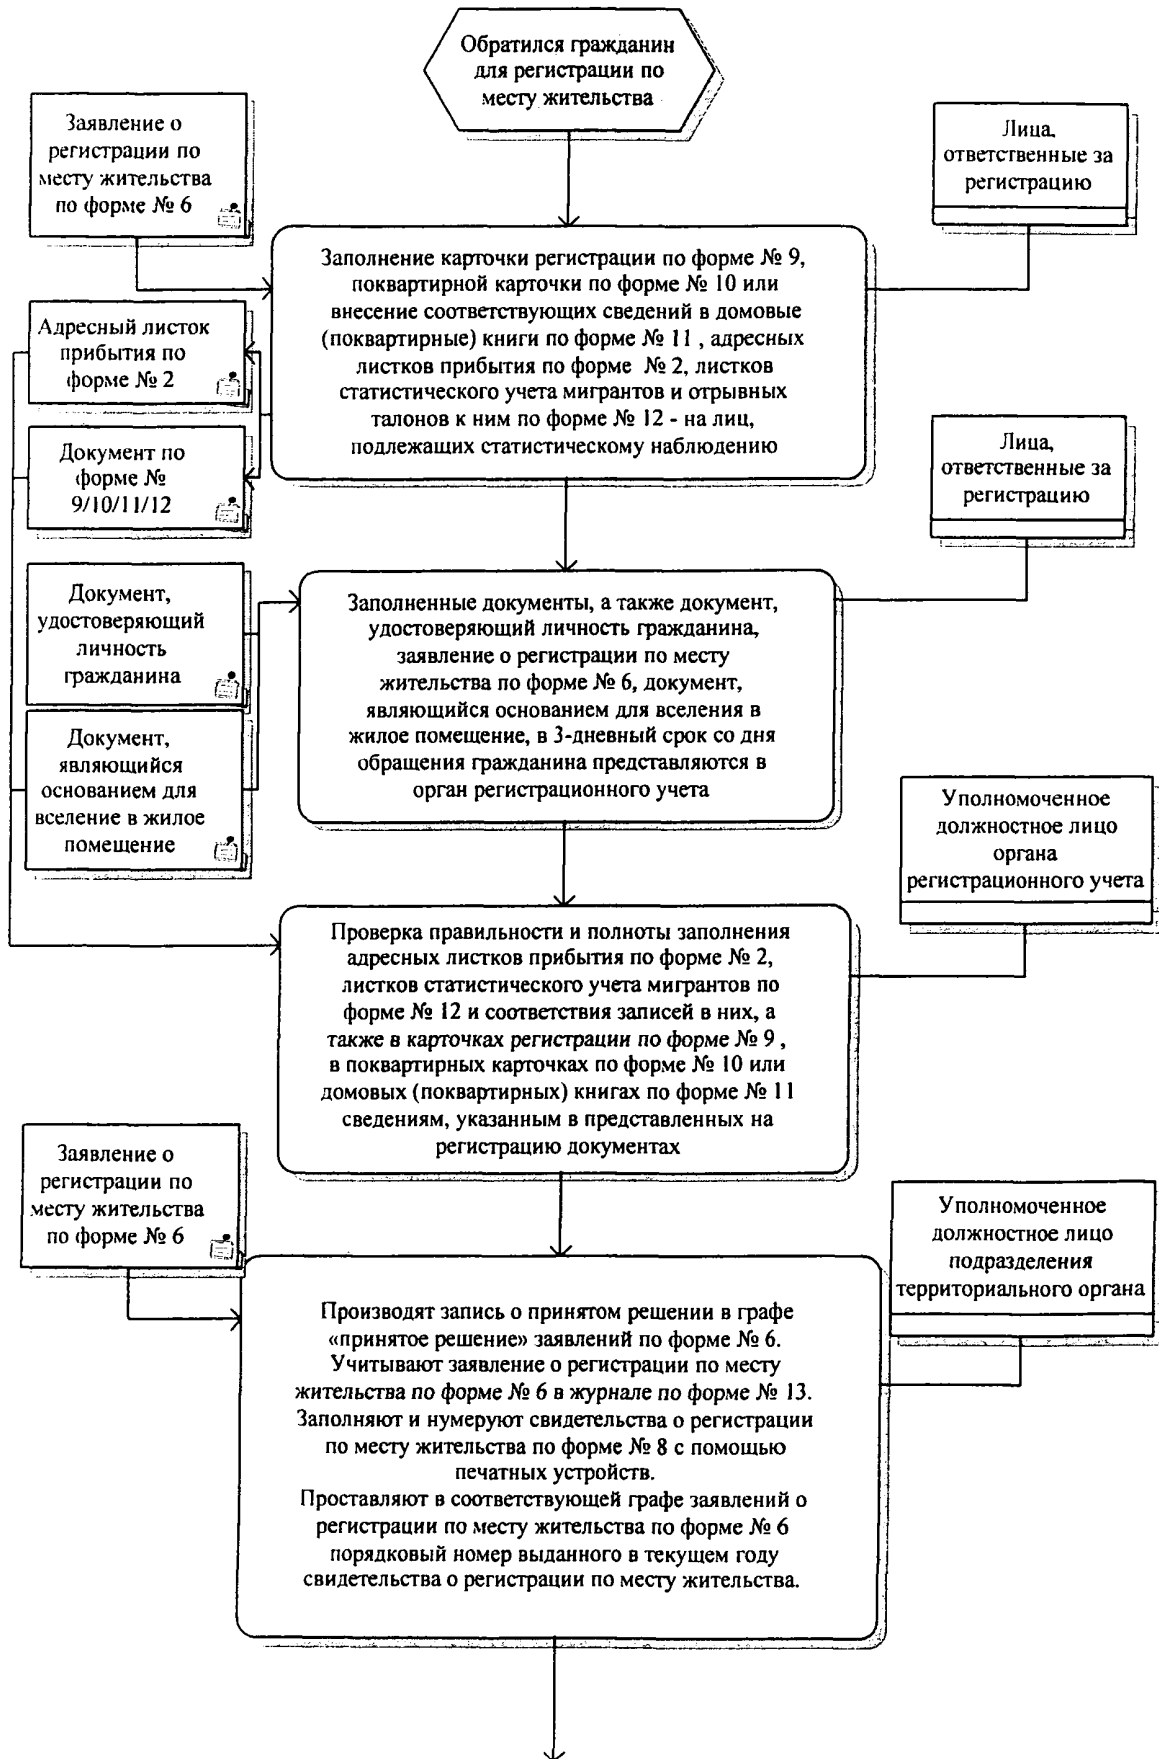 Обратился гражданин
для регистрации по
месту жительства
Заявление о
регистрации по
месту жительства
по форме № 6
Лица,
ответственные за
регистрацию
Заполнение карточки регистрации по форме № 9,
поквартирной карточки по форме № 10 или
внесение соответствующих сведений в домовые
(поквартирные) книги по форме № 11 , адресных
листков прибытия по форме № 2, листков
статистического учета мигрантов и отрывных
талонов к ним по форме № 12 - на лиц,
подлежащих статистическому наблюдению
Адресный листок
прибытия по
форме № 2
Документ по
форме №
9/10/11/12
Лица,
ответственные за
регистрацию
Документ,
удостоверяющий
личность
гражданина
Заполненные документы, а также документ,
удостоверяющий личность гражданина,
заявление о регистрации по месту
жительства по форме № 6, документ,
являющийся основанием для вселения в
жилое помещение, в 3-дневный срок со дня
обращения гражданина представляются в
орган регистрационного учета
Документ,
являющийся
основанием для
вселение в жилое
помещение
Уполномоченное
должностное лицо
органа
регистрационного учета
Проверка правильности и полноты заполнения
адресных листков прибытия по форме № 2,
листков статистического учета мигрантов по
форме № 12 и соответствия записей в них, а
также в карточках регистрации по форме № 9 ,
в поквартирных карточках по форме № 10 или
домовых (поквартирных) книгах по форме № 11
сведениям, указанным в представленных на
регистрацию документах
Заявление о
регистрации по
месту жительства
по форме № 6
Уполномоченное
должностное лицо
подразделения
территориального органа
Производят запись о принятом решении в графе
«принятое решение» заявлений по форме № 6.
Учитывают заявление о регистрации по месту
жительства по форме № 6 в журнале по форме № 13.
Заполняют и нумеруют свидетельства о регистрации
по месту жительства по форме № 8 с помощью
печатных устройств.
Проставляют в соответствующей графе заявлений о
регистрации по месту жительства по форме № 6
порядковый номер выданного в текущем году
свидетельства о регистрации по месту жительства.